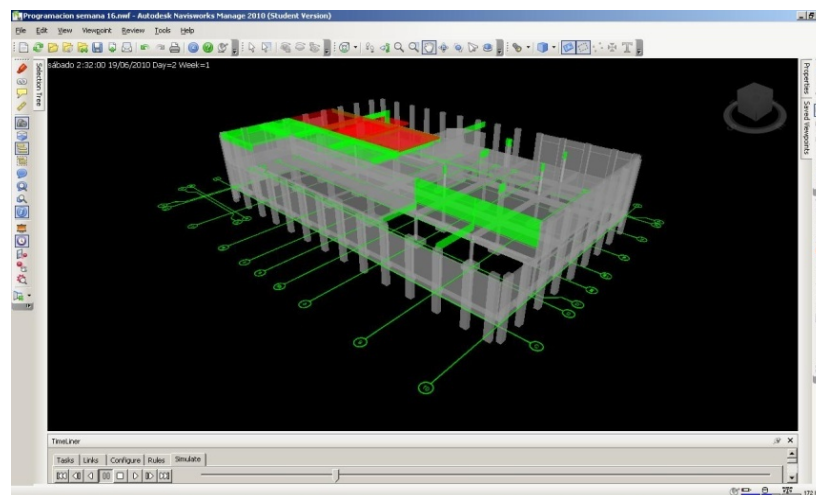 Programacion semana 16.nwf - Autodesk Navisworks Manage 2010 (Student Version)
File Edit View Viewpoint Review Tools Help
sábado 2:32:00 19/06/2010 Day=2 Week=1
Selection Tree
Properties
Saved Viewpoints
TimeLiner
Tasks Links Configure Rules Simulate